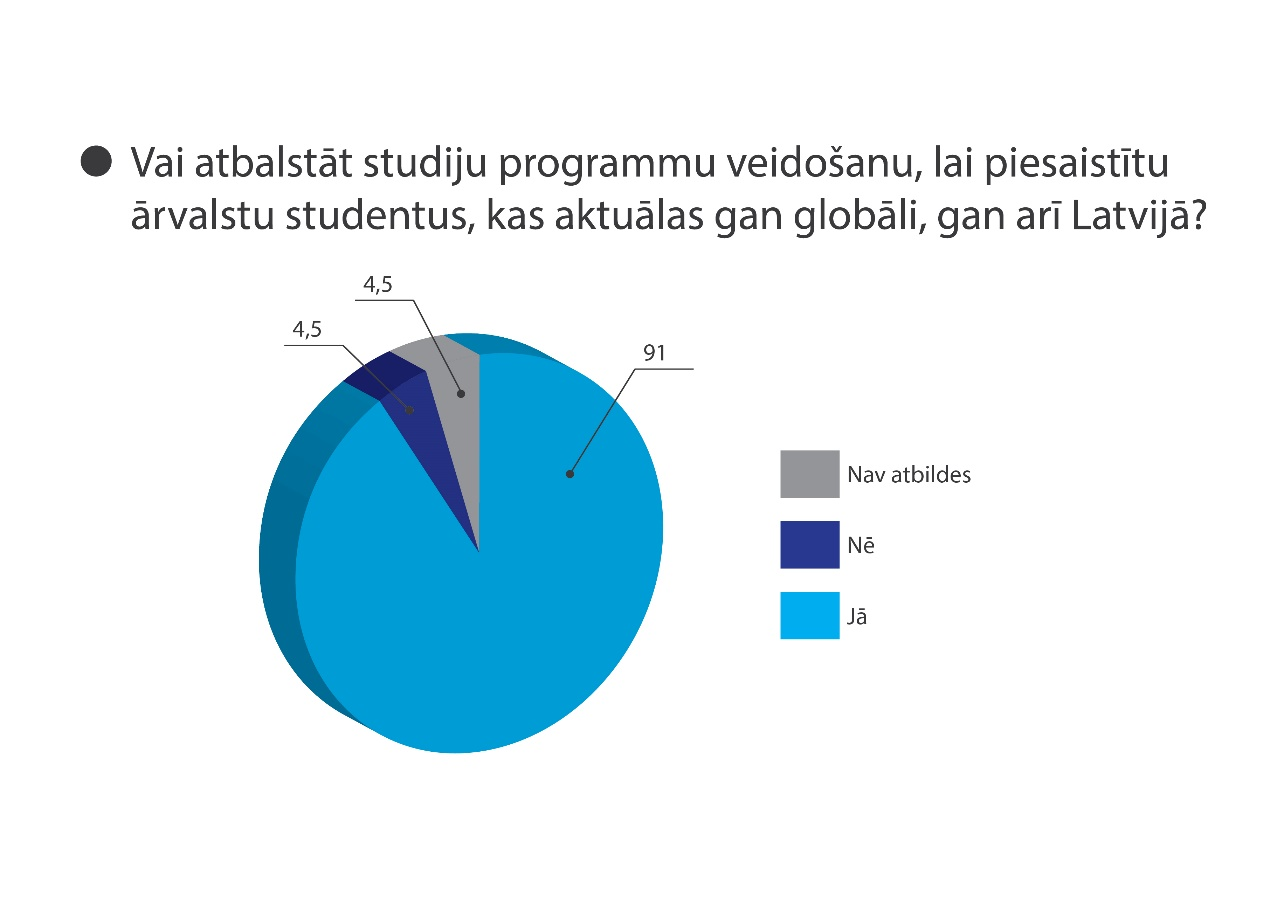 Vai atbalstāt studiju programmu veidošanu, lai piesaistītu
ārvalstu studentus, kas aktuālas gan globāli, gan arī Latvijā?
4,5
4,5
91
Nav atbildes
Nē
Jā